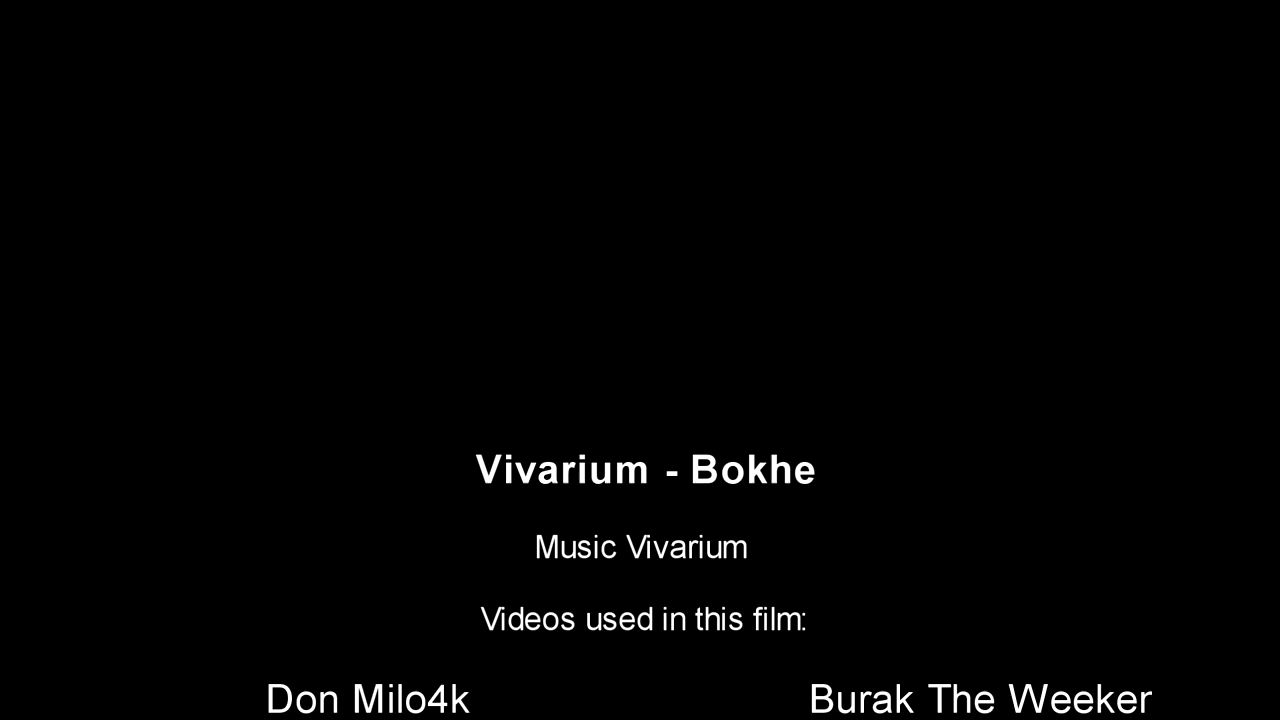 Vivarium - Bokhe
Music Vivarium
Videos used in this film:
Don Milo4k Burak The Weeker